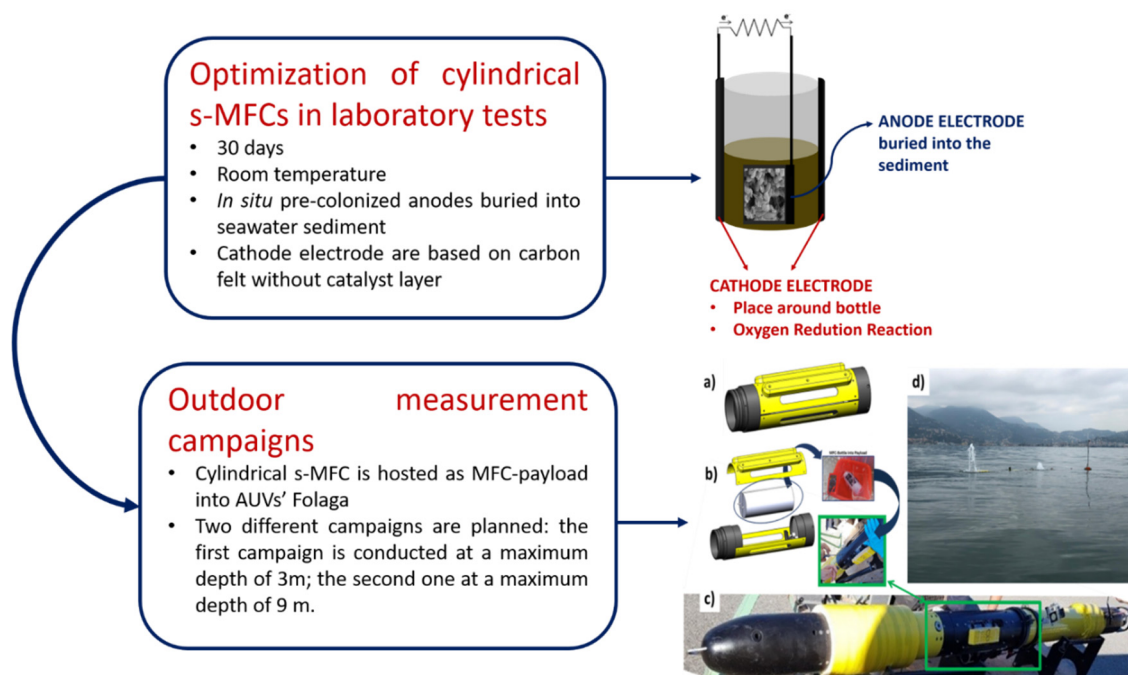 Optimization of cylindrical
s-MFCs in laboratory tests
• 30 days
• Room temperature
• In situ pre-colonized anodes buried into
seawater sediment
• Cathode electrode are based on carbon
felt without catalyst layer
e-
e-
ANODE ELECTRODE
buried into the
sediment
CATHODE ELECTRODE
• Place around bottle
• Oxygen Redution Reaction
Outdoor measurement
campaigns
• Cylindrical s-MFC is hosted as MFC-payload
into AUVs' Folaga
• Two different campaigns are planned: the
first campaign is conducted at a maximum
depth of 3m; the second one at a maximum
depth of 9 m.
a)
d)
b)
MFC Bottle into Payload
c)